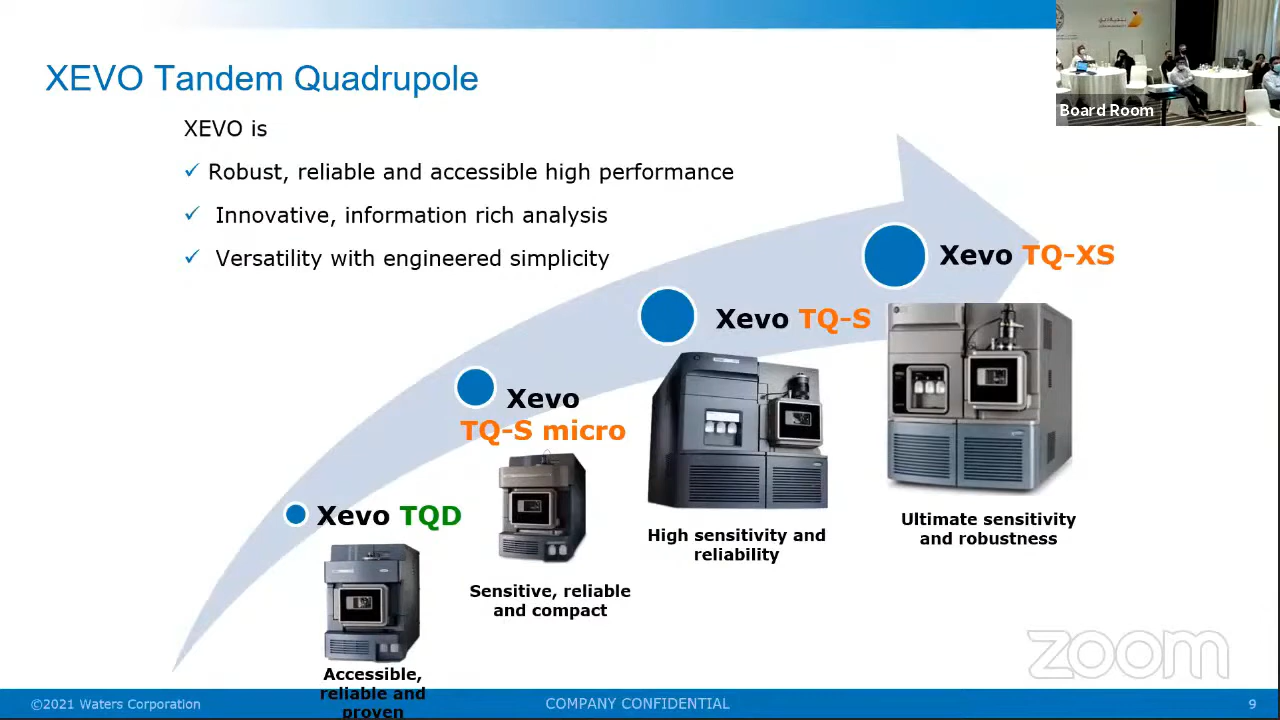 XEVO Tandem Quadrupole
Board Room
XEVO is
✓ Robust, reliable and accessible high performance
✓ Innovative, information rich analysis
✓ Versatility with engineered simplicity
Xevo TQ-XS
Xevo TQ-S
Xevo
TQ-S micro
Xevo TQD
Ultimate sensitivity
and robustness
High sensitivity and
reliability
Sensitive, reliable
and compact
Accessible,
reliable and
proven
zoom
©2021 Waters Corporation
COMPANY CONFIDENTIAL
9